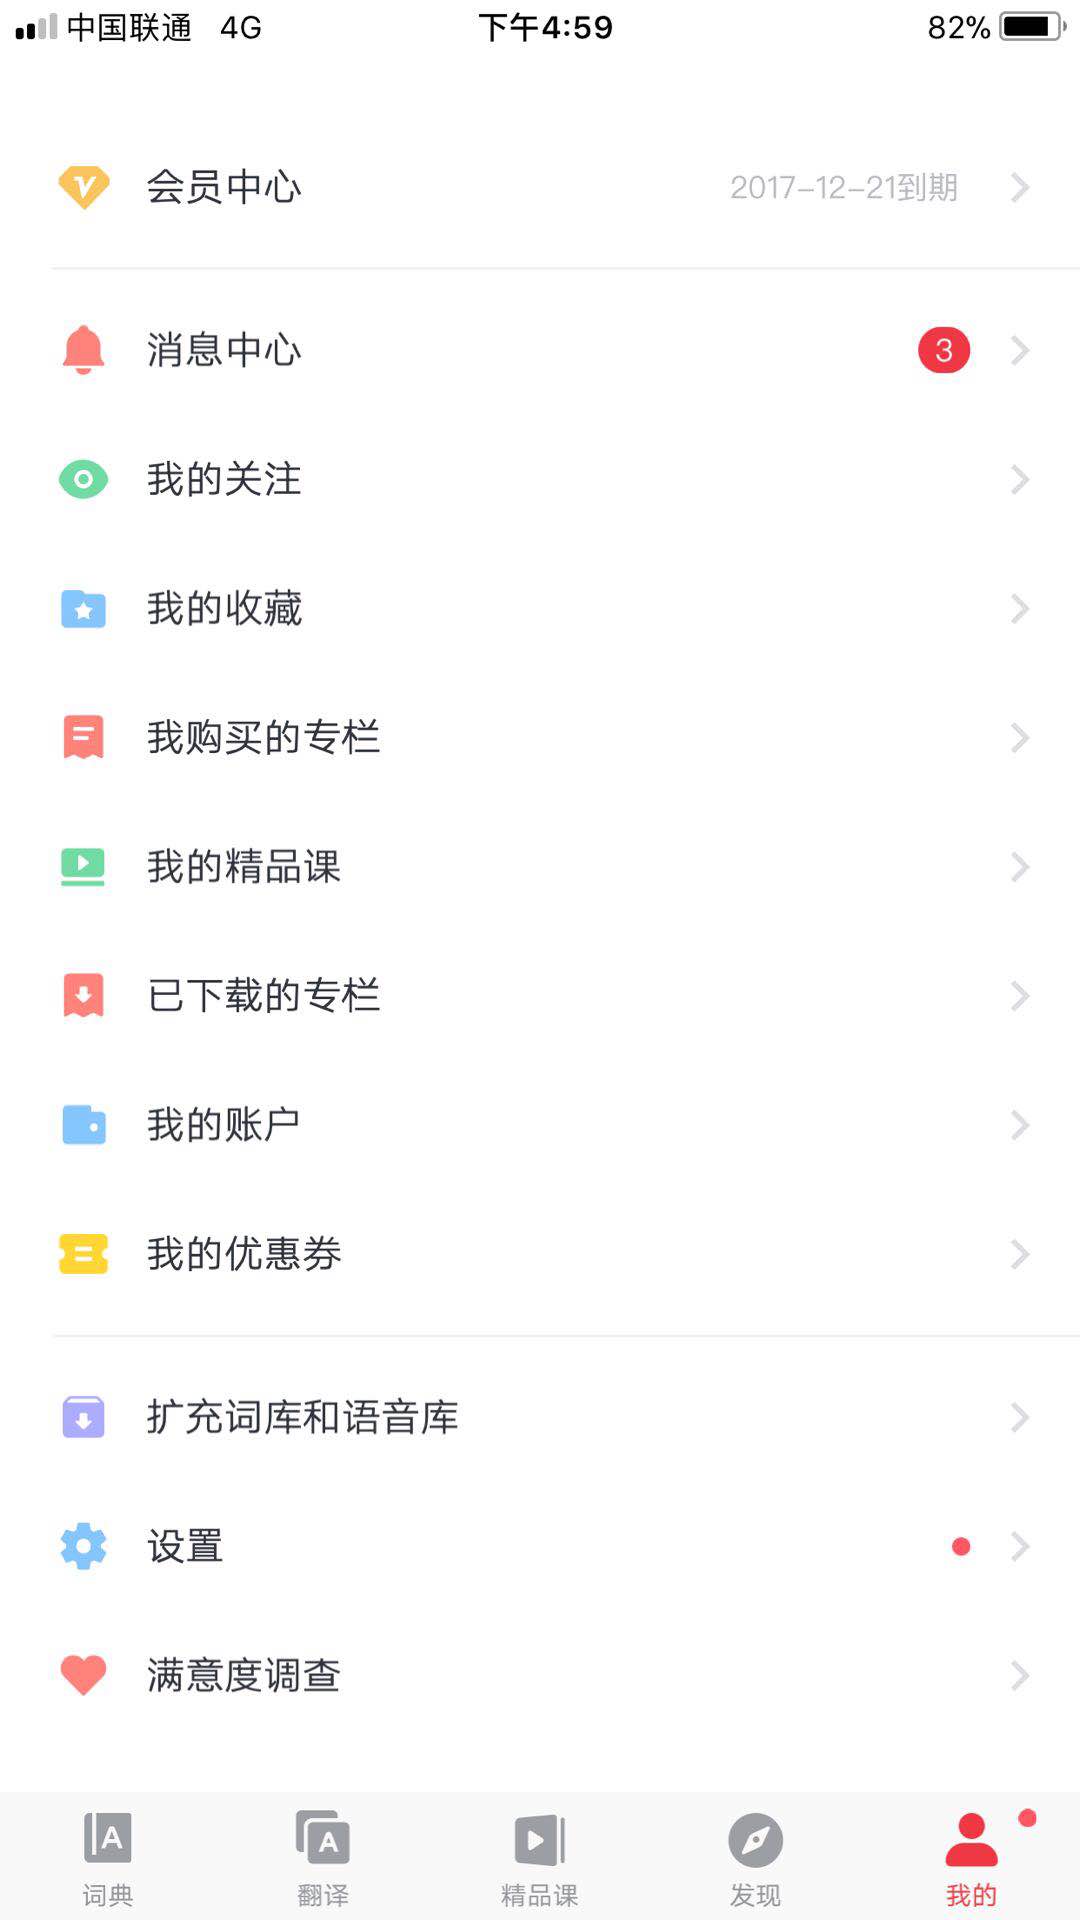 中国联通 4G 下午4:59 82%
会员中心 2017-12-21到期
消息中心 3
我的关注
我的收藏
我购买的专栏
我的精品课
已下载的专栏
我的账户
我的优惠券
扩充词库和语音库
设置
满意度调查
词典 翻译 精品课 发现 我的